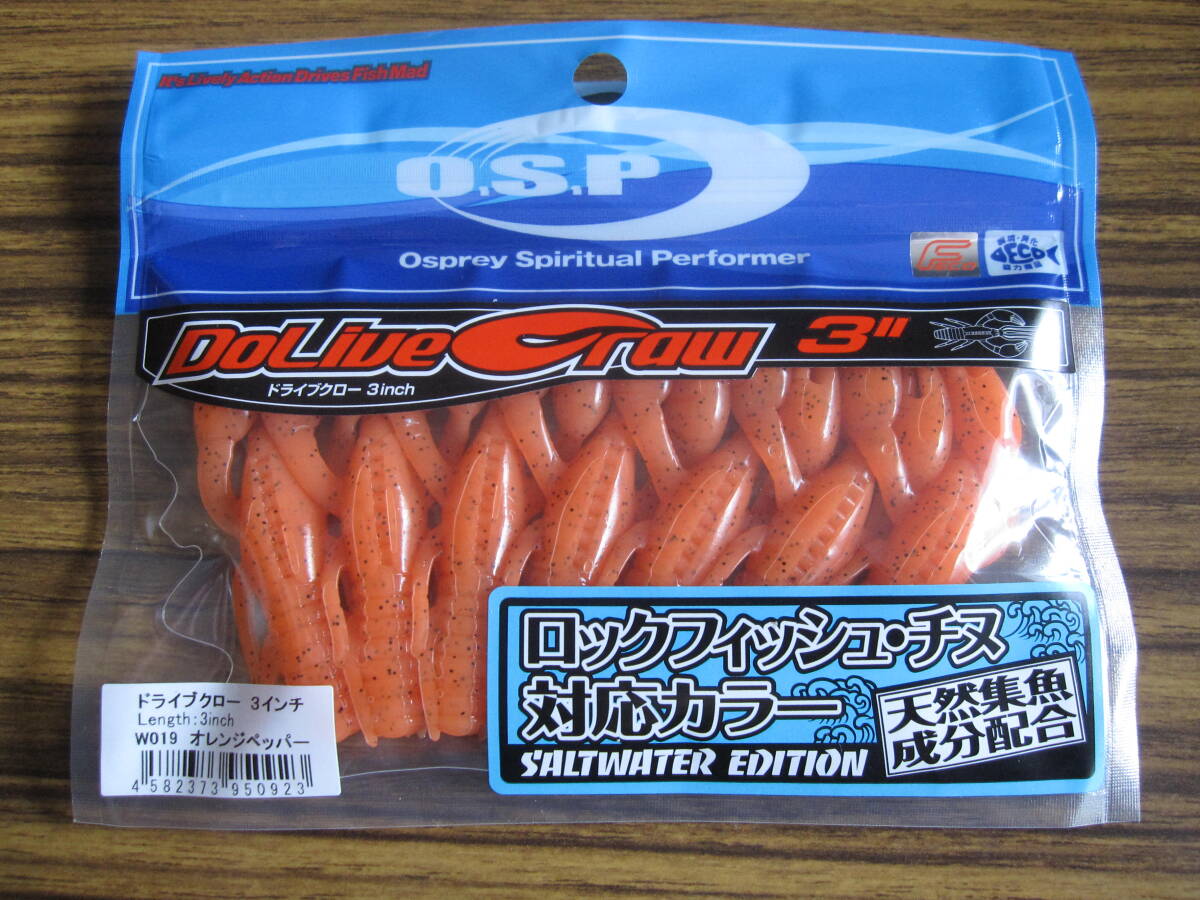 It's Lively Action Drives Fish Mad
O.S.P
Osprey Spiritual Performer
Feco
ECO
DoLiveCraw 3"
ドライブクロー 3inch
ロックフィッシュ・チヌ
対応カラー
天然集魚
成分配合
SALTWATER EDITION
ドライブクロー 3インチ
Length:3inch
W019 オレンジペッパー
4 582373 950923